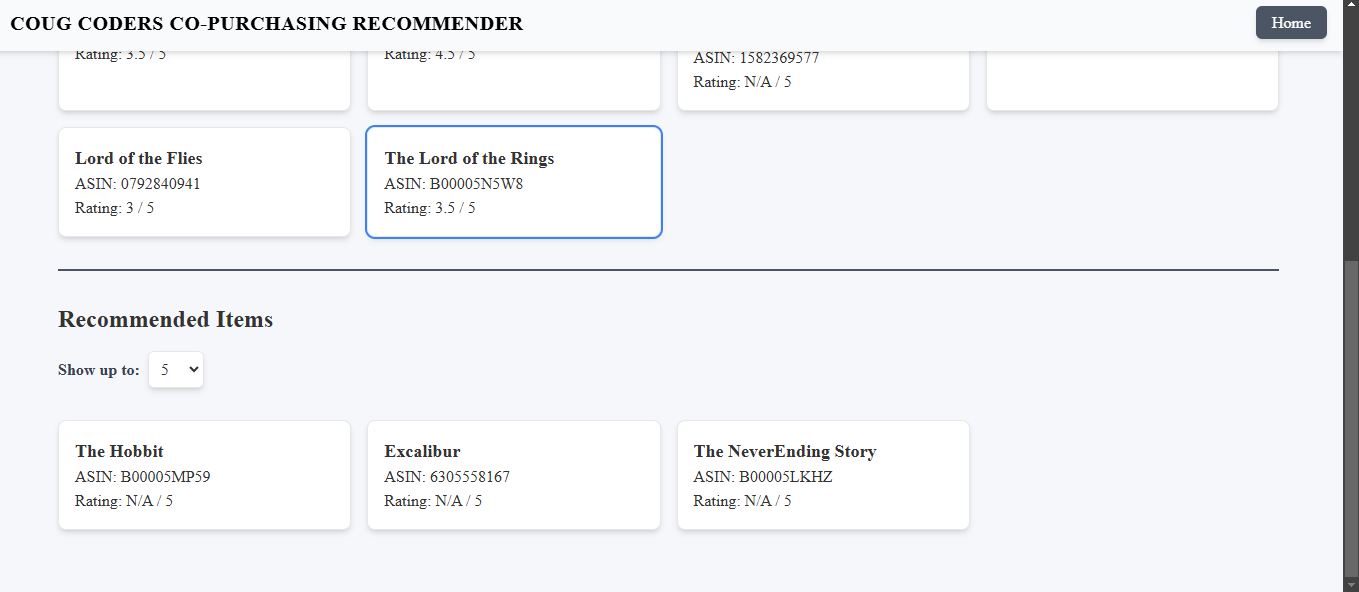 COUG CODERS CO-PURCHASING RECOMMENDER
Home
Rating: 3.5 / 5
Rating: 4.5 / 5
ASIN: 1582369577
Rating: N/A / 5
Lord of the Flies
ASIN: 0792840941
Rating: 3 / 5
The Lord of the Rings
ASIN: B00005N5W8
Rating: 3.5 / 5
Recommended Items
Show up to: 5
The Hobbit
ASIN: B00005MP59
Rating: N/A / 5
Excalibur
ASIN: 6305558167
Rating: N/A / 5
The NeverEnding Story
ASIN: B00005LKHZ
Rating: N/A / 5